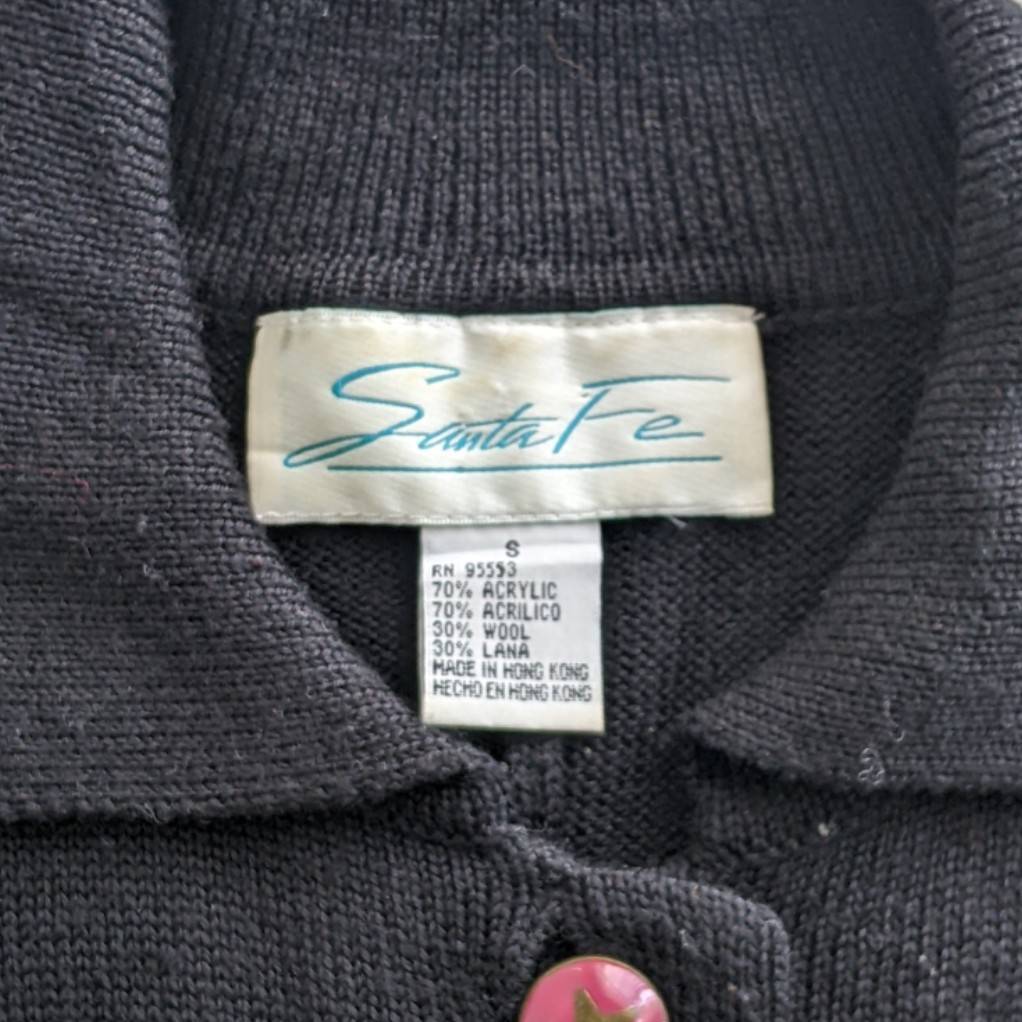 Santa Fe
S
RN 95553
70% ACRYLIC
70% ACRILICO
30% WOOL
30% LANA
MADE IN HONG KONG
HECHO EN HONG KONG